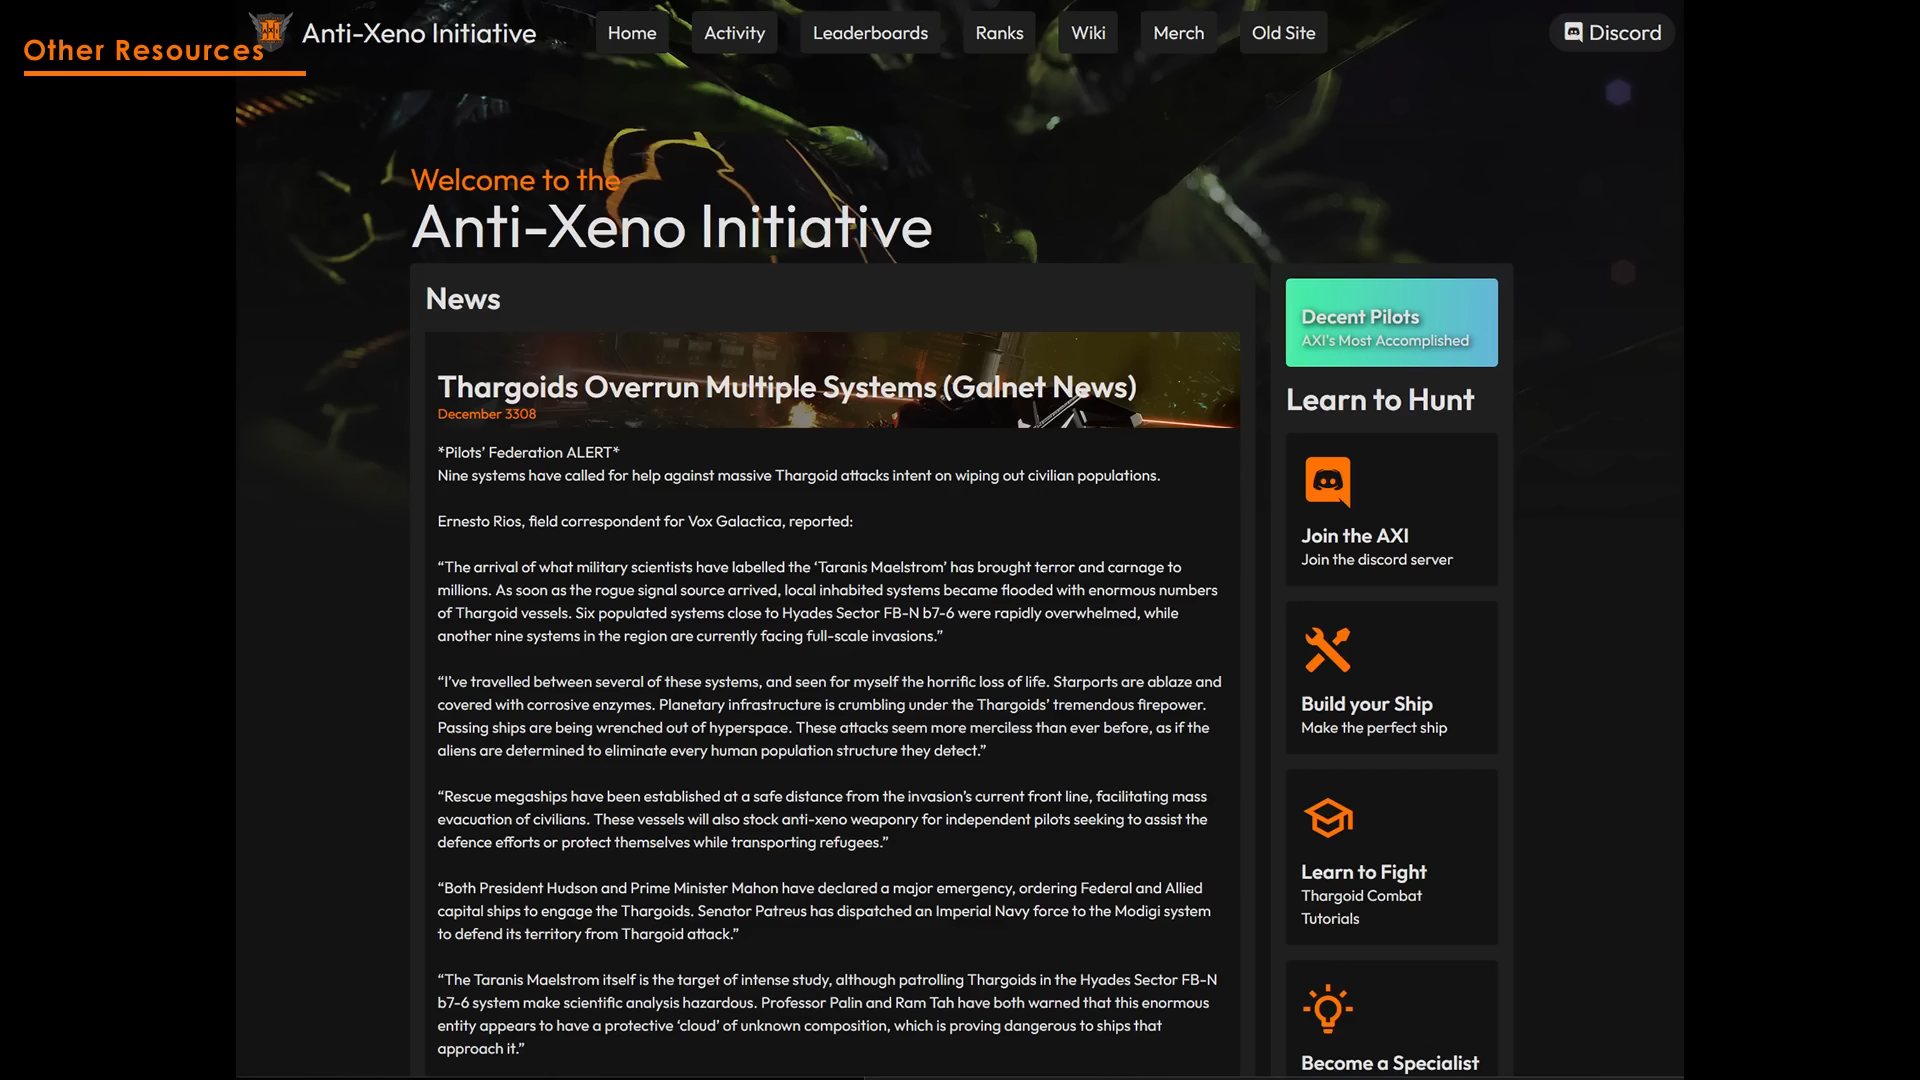 Other Resources
Anti-Xeno Initiative
Home
Activity
Leaderboards
Ranks
Wiki
Merch
Old Site
Discord
Welcome to the
Anti-Xeno Initiative
News
Thargoids Overrun Multiple Systems (Galnet News)
December 3308
*Pilots’ Federation ALERT*
Nine systems have called for help against massive Thargoid attacks intent on wiping out civilian populations.
Ernesto Rios, field correspondent for Vox Galactica, reported:
“The arrival of what military scientists have labelled the ‘Taranis Maelstrom’ has brought terror and carnage to
millions. As soon as the rogue signal source arrived, local inhabited systems became flooded with enormous numbers
of Thargoid vessels. Six populated systems close to Hyades Sector FB-N b7-6 were rapidly overwhelmed, while
another nine systems in the region are currently facing full-scale invasions.”
“I’ve travelled between several of these systems, and seen for myself the horrific loss of life. Starports are ablaze and
covered with corrosive enzymes. Planetary infrastructure is crumbling under the Thargoids’ tremendous firepower.
Passing ships are being wrenched out of hyperspace. These attacks seem more merciless than ever before, as if the
aliens are determined to eliminate every human population structure they detect.”
“Rescue megaships have been established at a safe distance from the invasion’s current front line, facilitating mass
evacuation of civilians. These vessels will also stock anti-xeno weaponry for independent pilots seeking to assist the
defence efforts or protect themselves while transporting refugees.”
“Both President Hudson and Prime Minister Mahon have declared a major emergency, ordering Federal and Allied
capital ships to engage the Thargoids. Senator Patreus has dispatched an Imperial Navy force to the Modigi system
to defend its territory from Thargoid attack.”
“The Taranis Maelstrom itself is the target of intense study, although patrolling Thargoids in the Hyades Sector FB-N
b7-6 system make scientific analysis hazardous. Professor Palin and Ram Tah have both warned that this enormous
entity appears to have a protective ‘cloud’ of unknown composition, which is proving dangerous to ships that
approach it.”
Decent Pilots
AXI's Most Accomplished
Learn to Hunt
Join the AXI
Join the discord server
Build your Ship
Make the perfect ship
Learn to Fight
Thargoid Combat
Tutorials
Become a Specialist